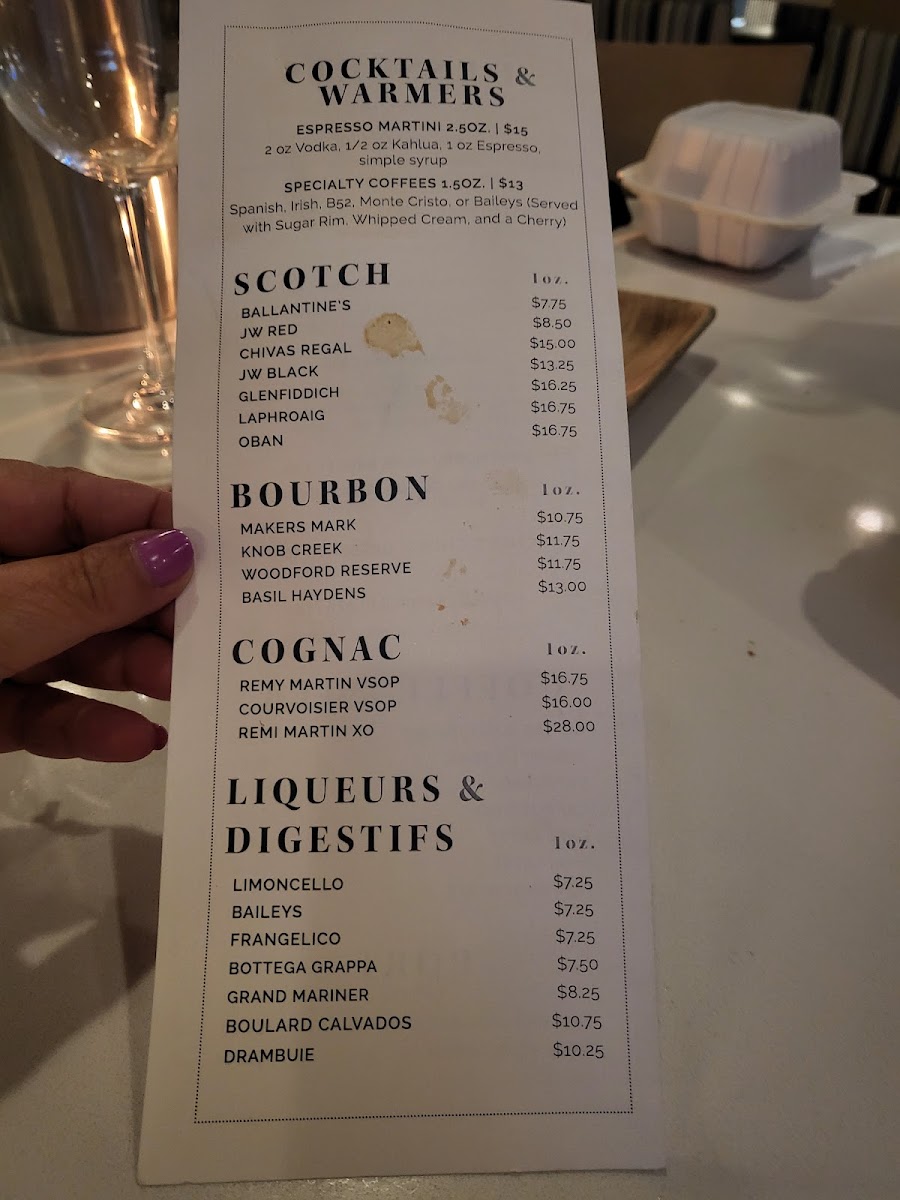 COCKTAILS &
WARMERS
ESPRESSO MARTINI 2.5OZ. | $15
2 oz Vodka, 1/2 oz Kahlua, 1 oz Espresso,
simple syrup
SPECIALTY COFFEES 1.5OZ. | $13
Spanish, Irish, B52, Monte Cristo, or Baileys (Served
with Sugar Rim, Whipped Cream, and a Cherry)
SCOTCH 1oz.
BALLANTINE'S $7.75
JW RED $8.50
CHIVAS REGAL $15.00
JW BLACK $13.25
GLENFIDDICH $16.25
LAPHROAIG $16.75
OBAN $16.75
BOURBON 1oz.
MAKERS MARK $10.75
KNOB CREEK $11.75
WOODFORD RESERVE $11.75
BASIL HAYDENS $13.00
COGNAC 1oz.
REMY MARTIN VSOP $16.75
COURVOISIER VSOP $16.00
REMI MARTIN XO $28.00
LIQUEURS &
DIGESTIFS 1oz.
LIMONCELLO $7.25
BAILEYS $7.25
FRANGELICO $7.25
BOTTEGA GRAPPA $7.50
GRAND MARINER $8.25
BOULARD CALVADOS $10.75
DRAMBUIE $10.25